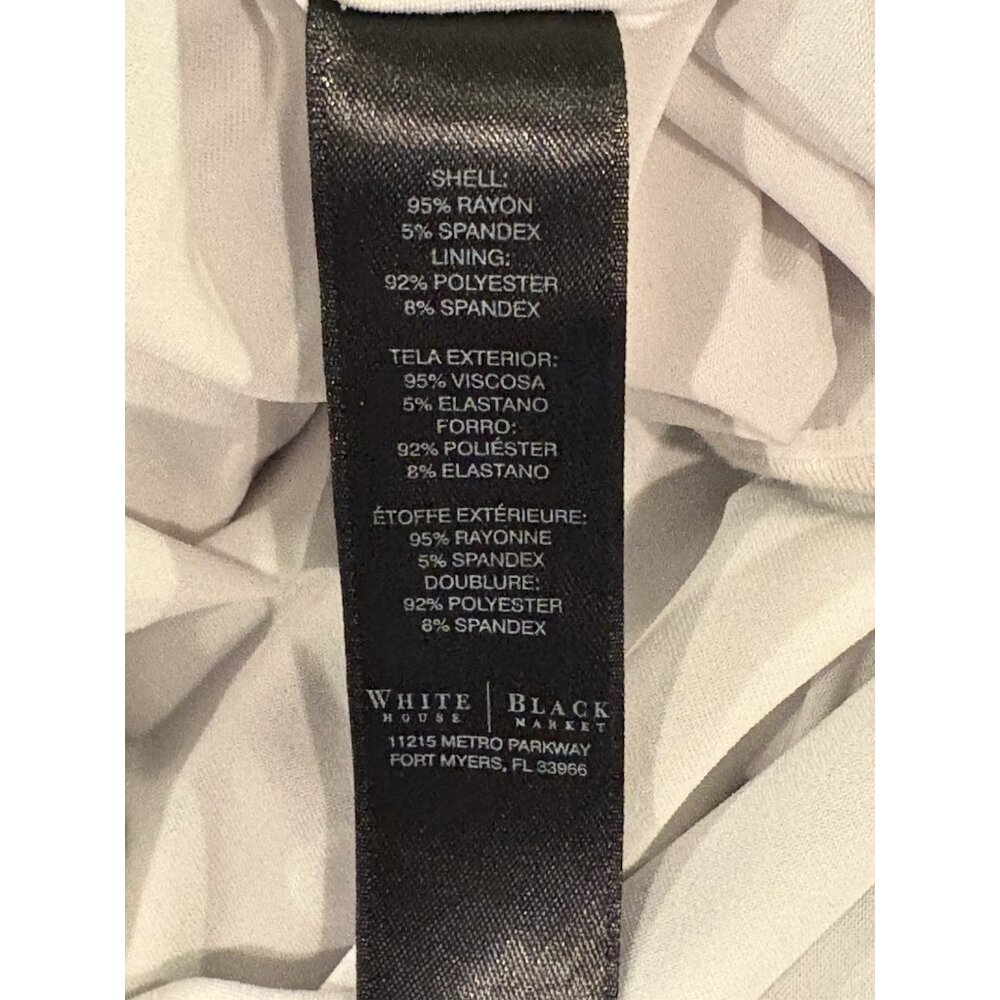 SHELL:
95% RAYON
5% SPANDEX
LINING:
92% POLYESTER
8% SPANDEX
TELA EXTERIOR:
95% VISCOSA
5% ELASTANO
FORRO:
92% POLIÉSTER
8% ELASTANO
ÉTOFFE EXTÉRIEURE:
95% RAYONNE
5% SPANDEX
DOUBLURE:
92% POLYESTER
8% SPANDEX
WHITE | BLACK
HOUSE MARKET
11215 METRO PARKWAY
FORT MYERS, FL 33966